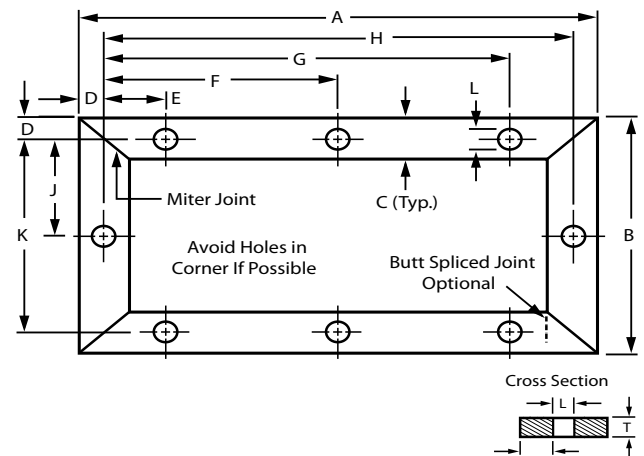 A
H
G
F
L
D
E
D
J
Miter Joint
C (Typ.)
K
B
Avoid Holes in
Corner If Possible
Butt Spliced Joint
Optional
Cross Section
L
T